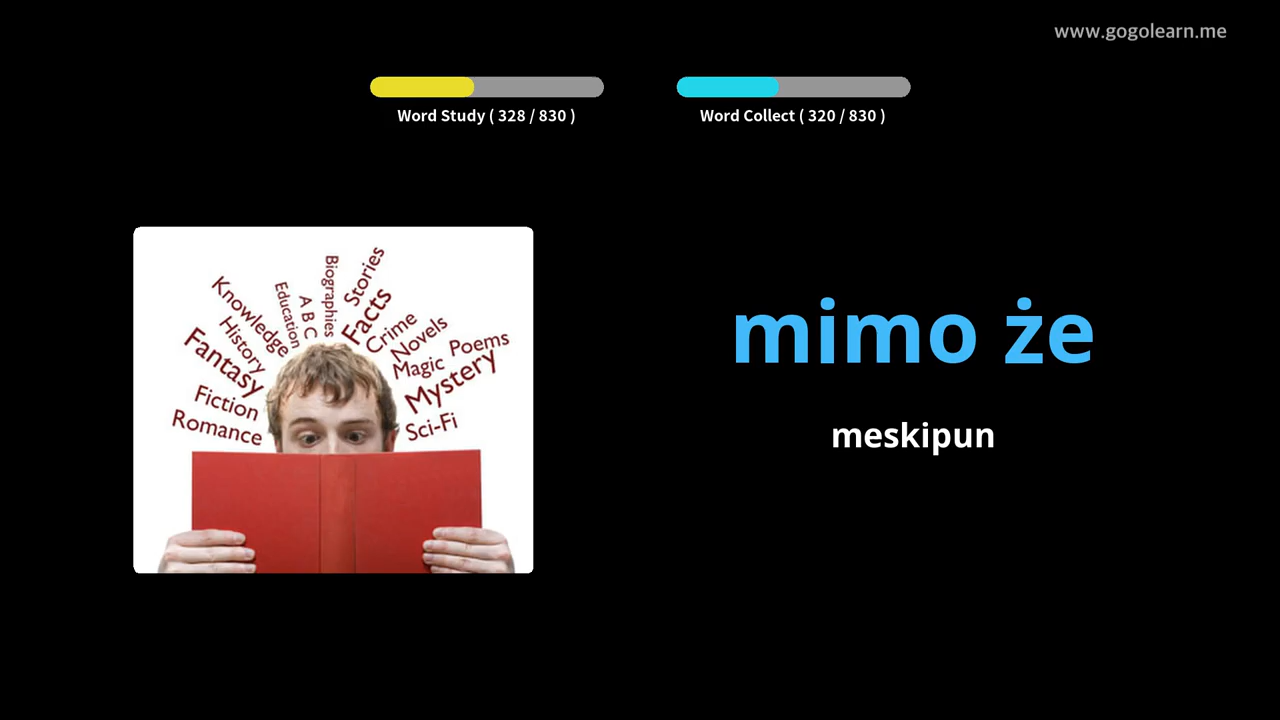 www.gogolearn.me
Word Study ( 328 / 830 )
Word Collect ( 320 / 830 )
Biographies
Stories
Education
A B C
Facts
Knowledge
Crime
History
Novels
Fantasy
Magic
Poems
Mystery
Fiction
Romance
Sci-Fi
mimo że
meskipun